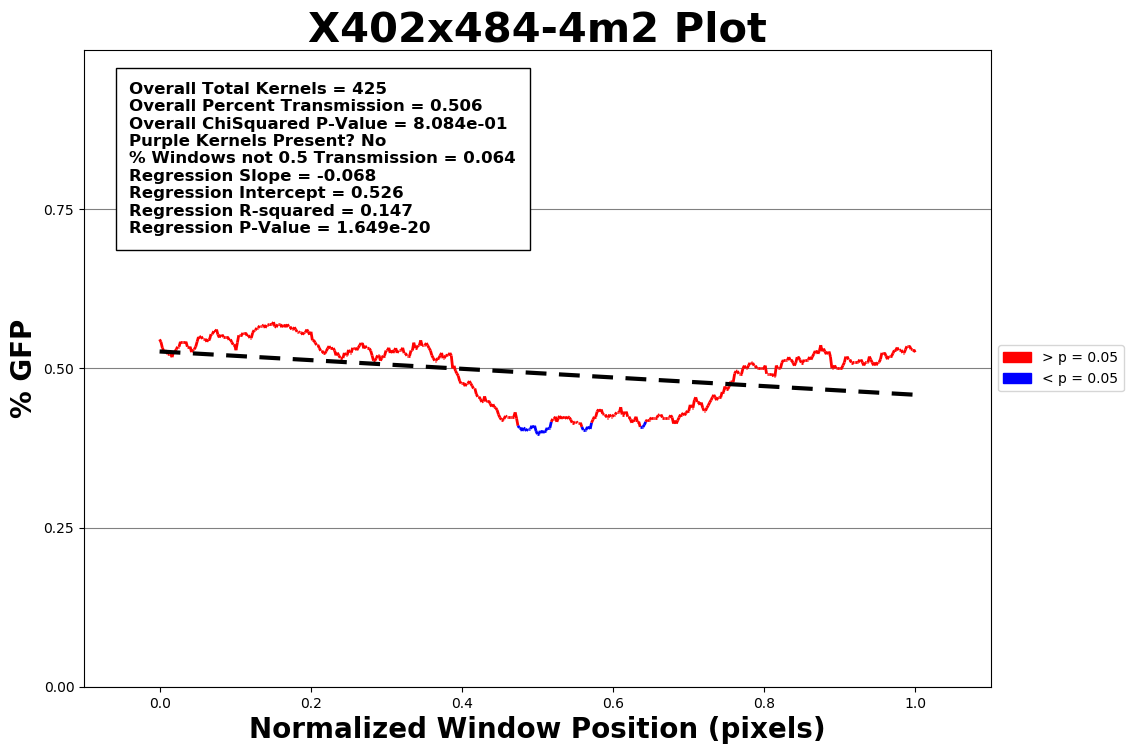 X402x484-4m2 Plot
Overall Total Kernels = 425
Overall Percent Transmission = 0.506
Overall ChiSquared P-Value = 8.084e-01
Purple Kernels Present? No
% Windows not 0.5 Transmission = 0.064
Regression Slope = -0.068
Regression Intercept = 0.526
Regression R-squared = 0.147
Regression P-Value = 1.649e-20
% GFP
0.75
0.50
0.25
0.00
> p = 0.05
< p = 0.05
0.0 0.2 0.4 0.6 0.8 1.0
Normalized Window Position (pixels)